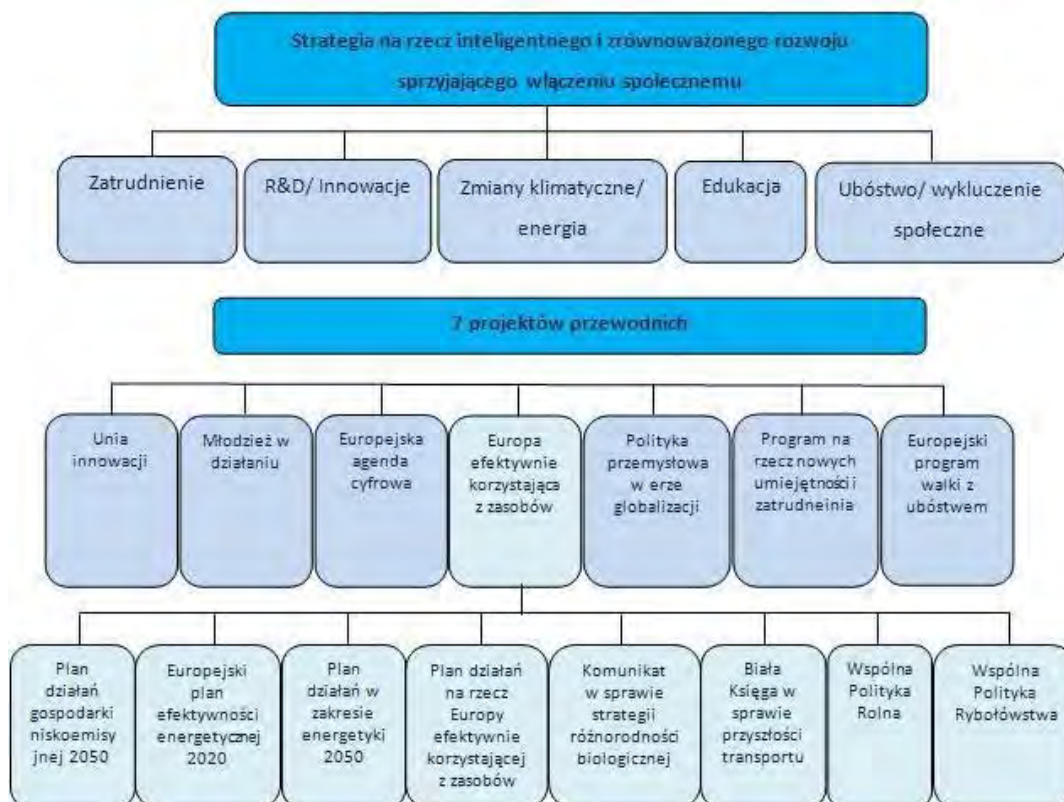 Strategia na rzecz inteligentnego i zrównoważonego rozwoju
sprzyjającego włączeniu społecznemu
Zatrudnienie
R&D/ Innowacje
Zmiany klimatyczne/
energia
Edukacja
Ubóstwo/ wykluczenie
społeczne
7 projektów przewodnich
Unia
innowacji
Młodzież w
działaniu
Europejska
agenda
cyfrowa
Europa
efektywnie
korzystająca
z zasobów
Polityka
przemysłowa
w erze
globalizacji
Program na
rzecz nowych
umiejętności i
zatrudneinia
Europejski
program
walki z
ubóstwem
Plan
działań
gospodarki
niskoemisy
jnej 2050
Europejski
plan
efektywności
energetycznej
2020
Plan
działań w
zakresie
energetyki
2050
Plan działań
na rzecz
Europy
efektywnie
korzystającej
z zasobów
Komunikat
w sprawie
strategii
różnorodności
biologicznej
Biała
Księga w
sprawie
przyszłości
transportu
Wspólna
Polityka
Rolna
Wspólna
Polityka
Rybołówstwa